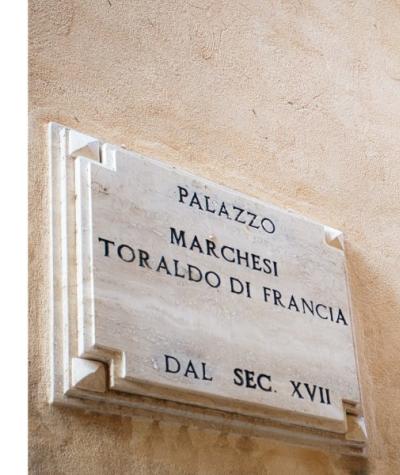 PALAZZO
MARCHESI
TORALDO DI FRANCIA
DAL SEC. XVII